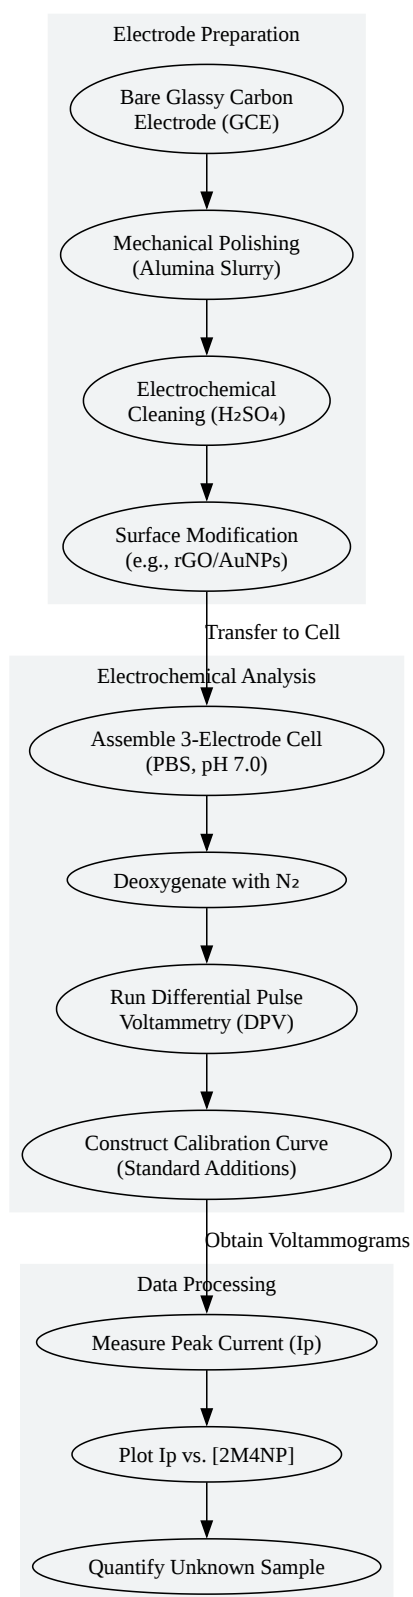 Electrode Preparation
Bare Glassy Carbon
Electrode (GCE)
Mechanical Polishing
(Alumina Slurry)
Electrochemical
Cleaning (H₂SO₄)
Surface Modification
(e.g., rGO/AuNPs)
Transfer to Cell
Electrochemical Analysis
Assemble 3-Electrode Cell
(PBS, pH 7.0)
Deoxygenate with N₂
Run Differential Pulse
Voltammetry (DPV)
Construct Calibration Curve
(Standard Additions)
Obtain Voltammograms
Data Processing
Measure Peak Current (Ip)
Plot Ip vs. [2M4NP]
Quantify Unknown Sample